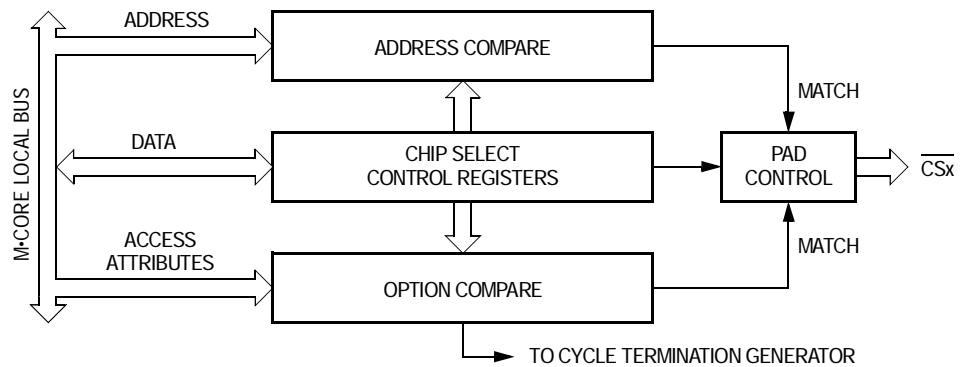 ADDRESS
ADDRESS COMPARE
MATCH
M•CORE LOCAL BUS
DATA
CHIP SELECT
CONTROL REGISTERS
PAD
CONTROL
CSx
ACCESS
ATTRIBUTES
MATCH
OPTION COMPARE
TO CYCLE TERMINATION GENERATOR